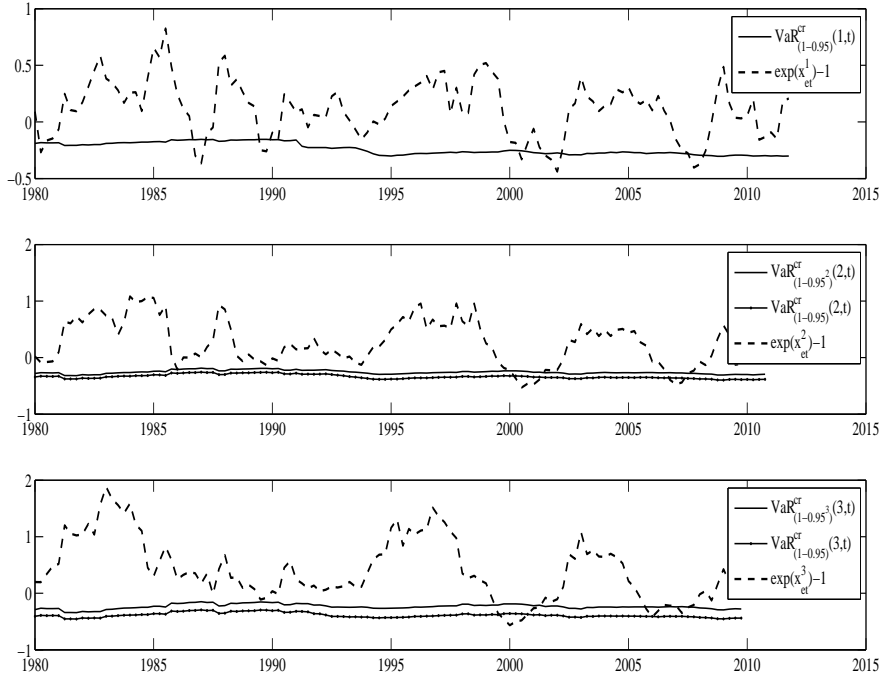 1
0.5
0
−0.5
1980 1985 1990 1995 2000 2005 2010 2015
VaR^{cr}_{(1−0.95)}(1,t)
exp(x^{1}_{et})−1
2
1
0
−1
1980 1985 1990 1995 2000 2005 2010 2015
VaR^{cr}_{(1−0.95^{2})}(2,t)
VaR^{cr}_{(1−0.95)}(2,t)
exp(x^{2}_{et})−1
2
1
0
−1
1980 1985 1990 1995 2000 2005 2010 2015
VaR^{cr}_{(1−0.95^{3})}(3,t)
VaR^{cr}_{(1−0.95)}(3,t)
exp(x^{3}_{et})−1